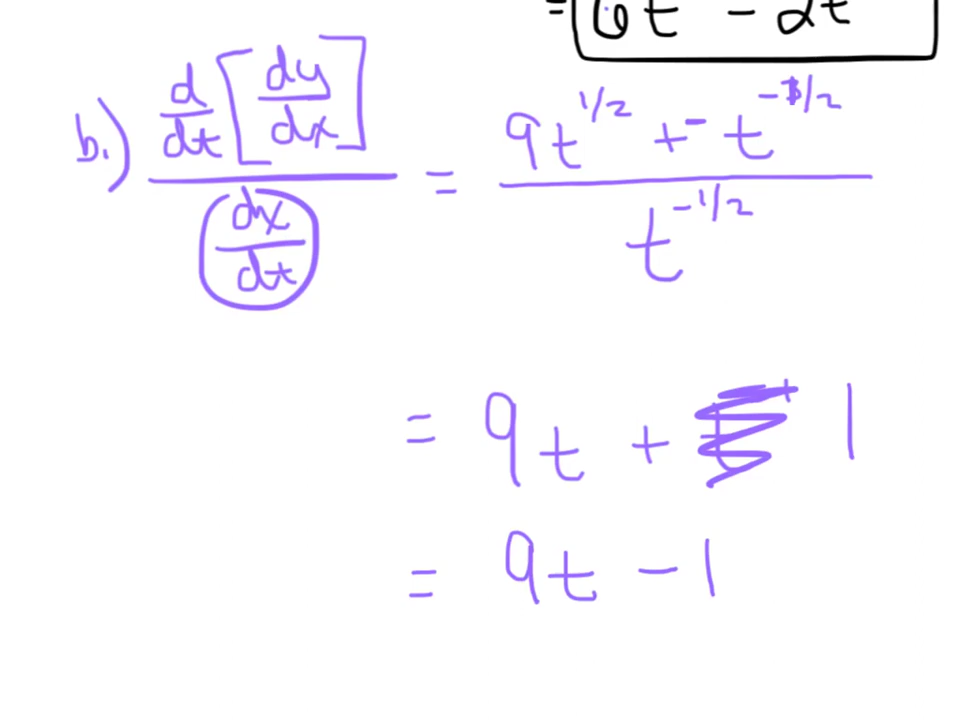 = 6t - 2t
b.) d/dt [dy/dx] / (dx/dt) = (9t^1/2 + - t^-1/2) / t^-1/2
= 9t + 1
= 9t - 1